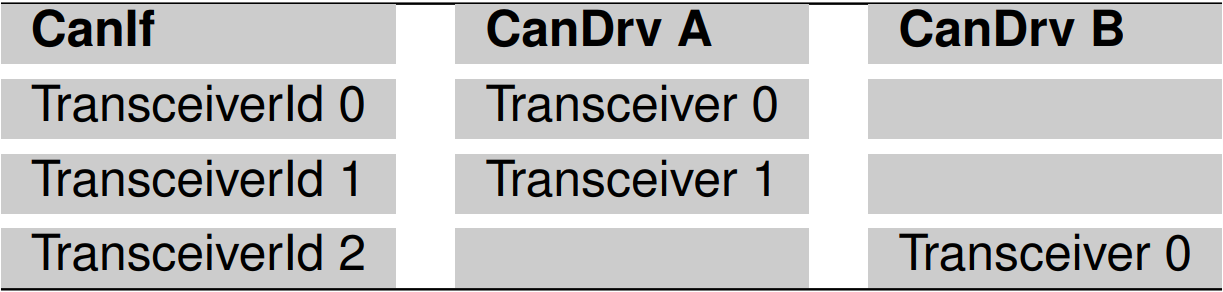 CanIf CanDrv A CanDrv B
TransceiverId 0 Transceiver 0
TransceiverId 1 Transceiver 1
TransceiverId 2 Transceiver 0